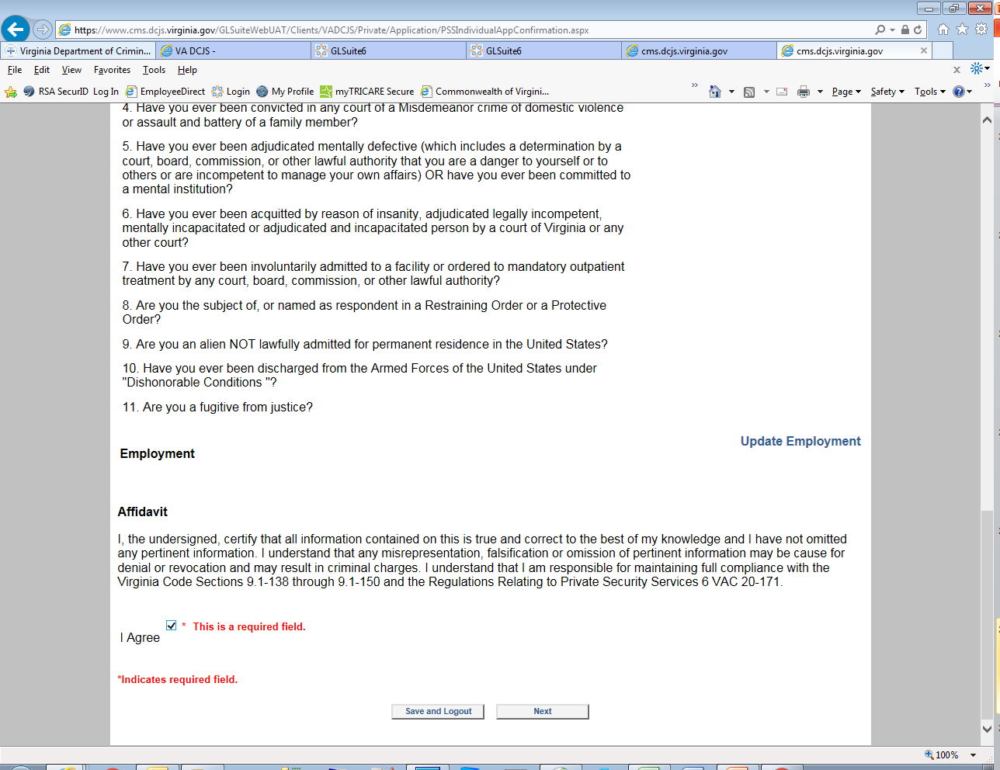 https://www.cms.dcjs.virginia.gov/GLSuiteWebUAT/Clients/VADCJS/Private/Application/PSSIndividualAppConfirmation.aspx
Virginia Department of Crimin... VA DCJS - GLSuite6 GLSuite6 cms.dcjs.virginia.gov cms.dcjs.virginia.gov
File Edit View Favorites Tools Help
RSA SecurID Log In EmployeeDirect Login My Profile myTRICARE Secure Commonwealth of Virgini... Page Safety Tools
4. Have you ever been convicted in any court of a Misdemeanor crime of domestic violence
or assault and battery of a family member?
5. Have you ever been adjudicated mentally defective (which includes a determination by a
court, board, commission, or other lawful authority that you are a danger to yourself or to
others or are incompetent to manage your own affairs) OR have you ever been committed to
a mental institution?
6. Have you ever been acquitted by reason of insanity, adjudicated legally incompetent,
mentally incapacitated or adjudicated and incapacitated person by a court of Virginia or any
other court?
7. Have you ever been involuntarily admitted to a facility or ordered to mandatory outpatient
treatment by any court, board, commission, or other lawful authority?
8. Are you the subject of, or named as respondent in a Restraining Order or a Protective
Order?
9. Are you an alien NOT lawfully admitted for permanent residence in the United States?
10. Have you ever been discharged from the Armed Forces of the United States under
"Dishonorable Conditions "?
11. Are you a fugitive from justice?
Update Employment
Employment
Affidavit
I, the undersigned, certify that all information contained on this is true and correct to the best of my knowledge and I have not omitted
any pertinent information. I understand that any misrepresentation, falsification or omission of pertinent information may be cause for
denial or revocation and may result in criminal charges. I understand that I am responsible for maintaining full compliance with the
Virginia Code Sections 9.1-138 through 9.1-150 and the Regulations Relating to Private Security Services 6 VAC 20-171.
* This is a required field.
I Agree
*Indicates required field.
Save and Logout Next
100%